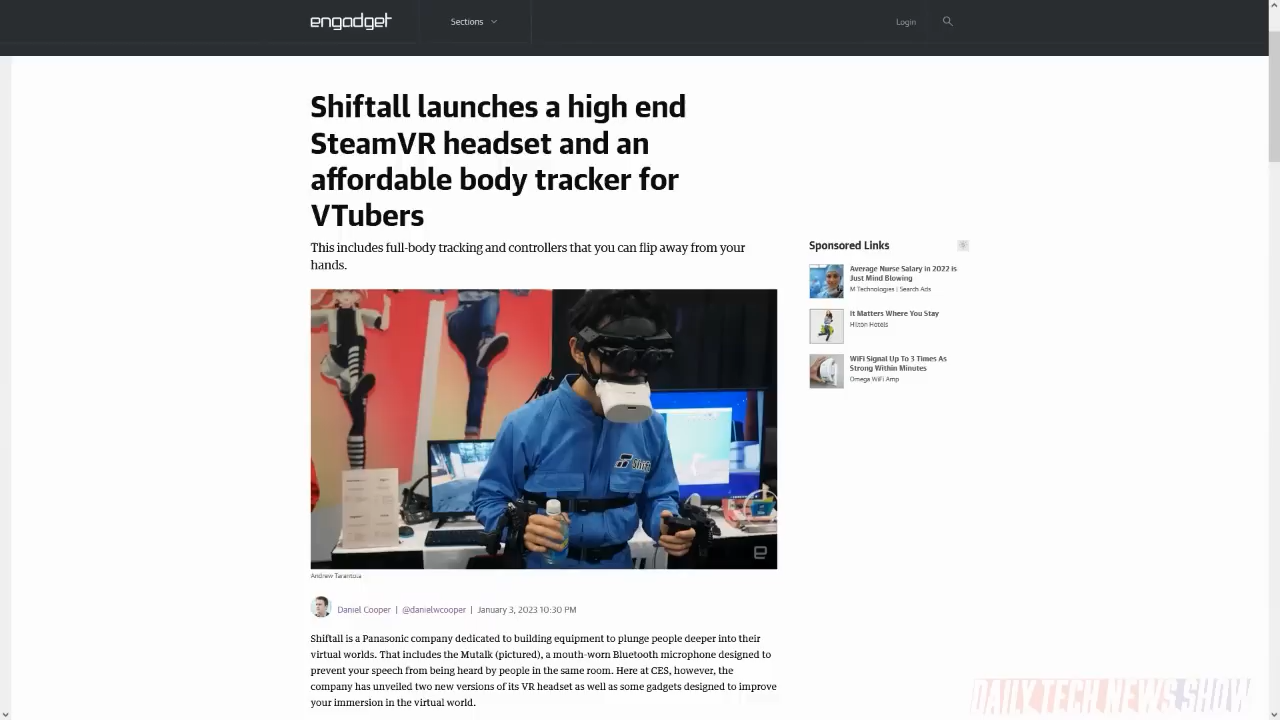 engadget
Sections
Login
Shiftall launches a high end
SteamVR headset and an
affordable body tracker for
VTubers
This includes full-body tracking and controllers that you can flip away from your
hands.
Sponsored Links
Average Nurse Salary in 2022 Is
Just Mind Blowing
M Technologies | Search Ads
It Matters Where You Stay
Hilton Hotels
WiFi Signal Up To 3 Times As
Strong Within Minutes
Omega WiFi Amp
Shift
Andrew Tarantola
Daniel Cooper | @danielwcooper | January 3, 2023 10:30 PM
Shiftall is a Panasonic company dedicated to building equipment to plunge people deeper into their
virtual worlds. That includes the Mutalk (pictured), a mouth-worn Bluetooth microphone designed to
prevent your speech from being heard by people in the same room. Here at CES, however, the
company has unveiled two new versions of its VR headset as well as some gadgets designed to improve
your immersion in the virtual world.
DAILY TECH NEWS SHOW